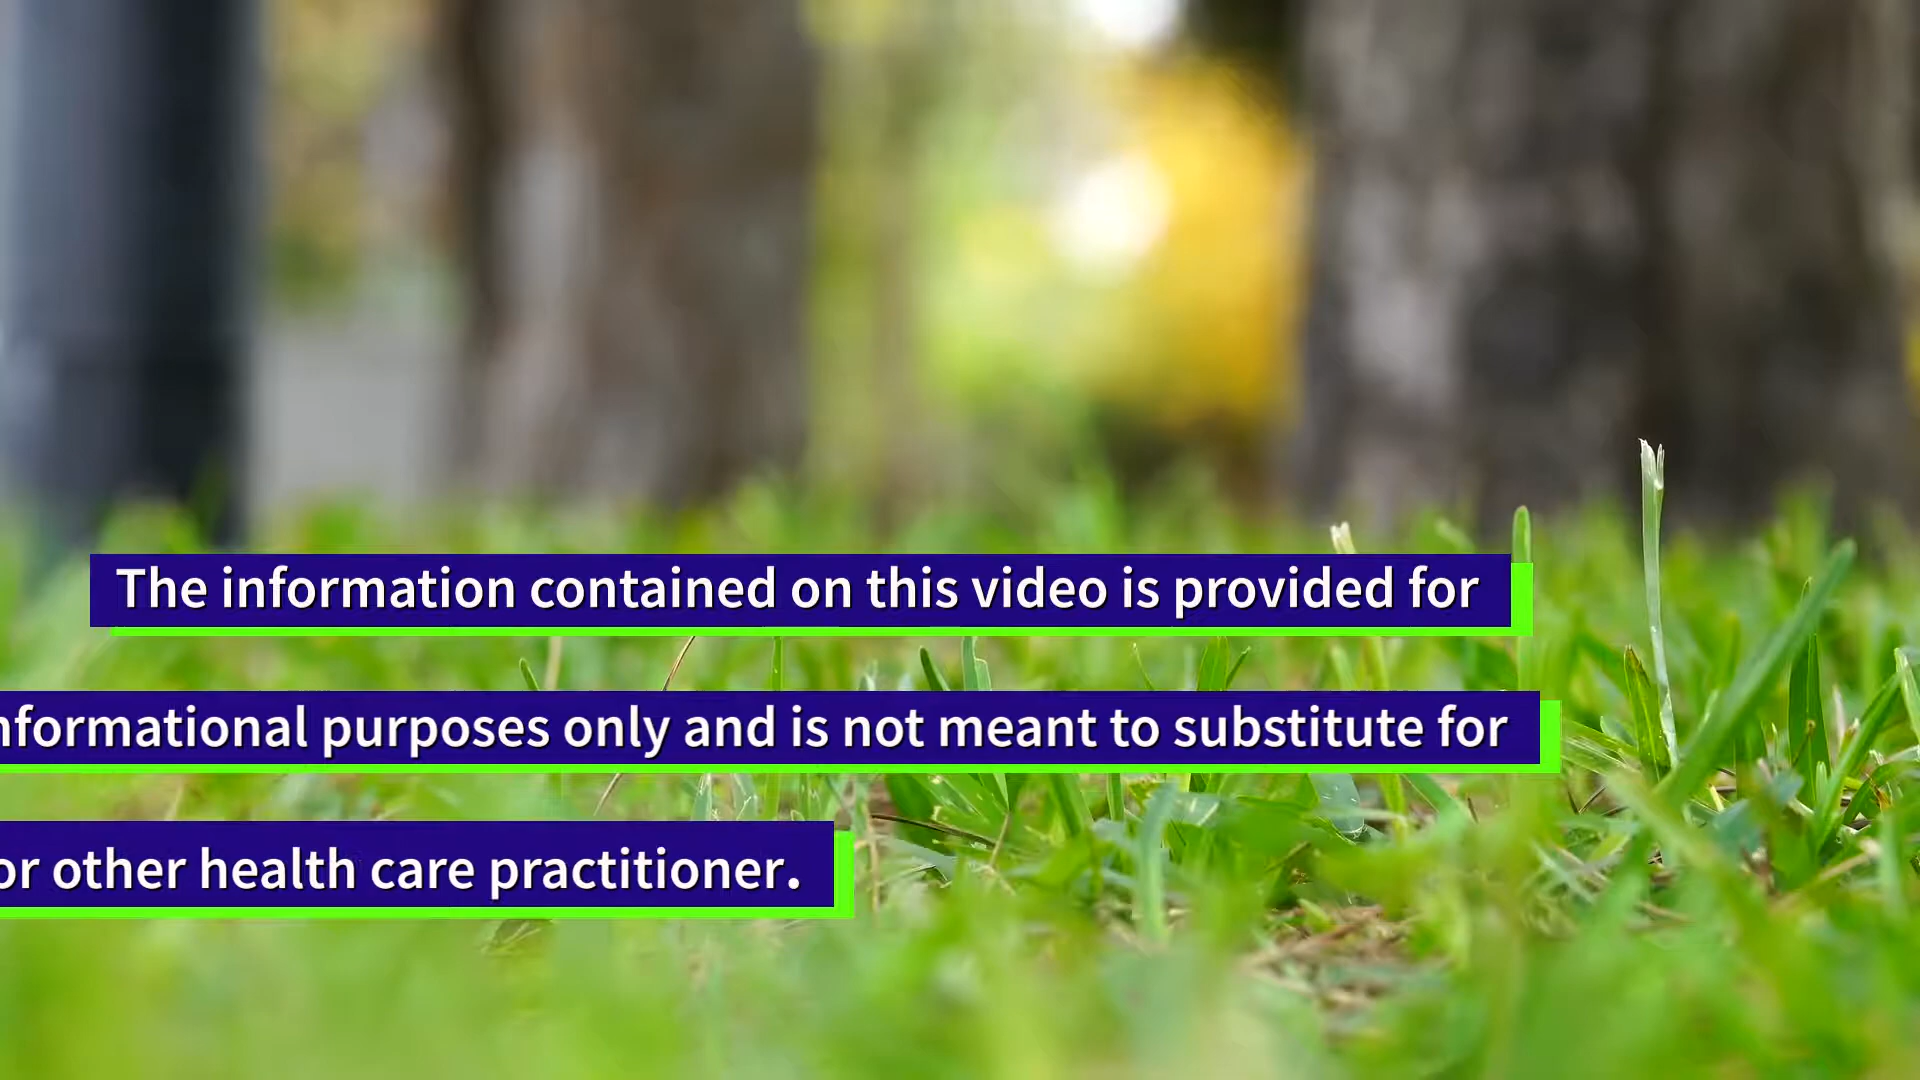 The information contained on this video is provided for
nformational purposes only and is not meant to substitute for
or other health care practitioner.